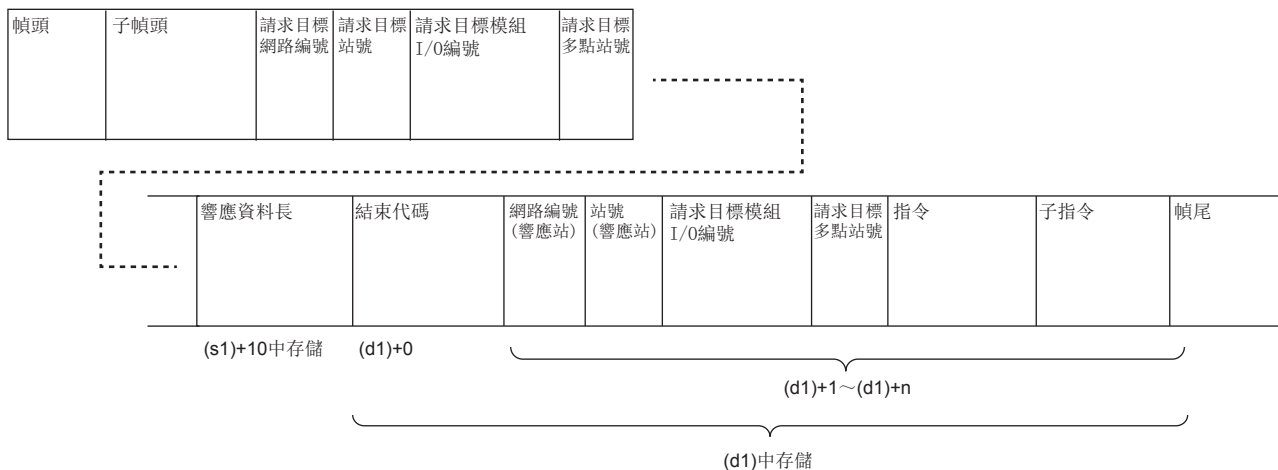 幀頭
子幀頭
請求目標
網路編號
請求目標
站號
請求目標模組
I/O編號
請求目標
多點站號
響應資料長
結束代碼
網路編號
(響應站)
站號
(響應站)
請求目標模組
I/O編號
請求目標
多點站號
指令
子指令
幀尾
(s1)+10中存儲
(d1)+0
(d1)+1～(d1)+n
(d1)中存儲